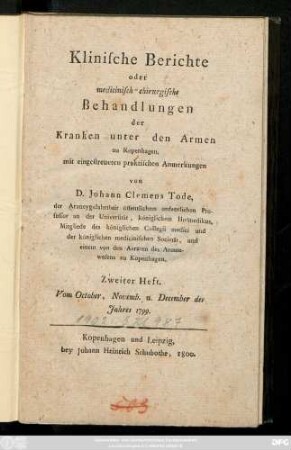 Klinische Berichte
oder
medicinisch-chirurgische
Behandlungen
der
Kranken unter den Armen
zu Kopenhagen,
mit eingestreueten praktischen Anmerkungen
von
D. Johann Clemens Tode,
der Arzneygelahrtheit öffentlichem ordentlichen Pro-
fessor an der Universität, königlichen Hofmedikus,
Mitgliede des königlichen Collegii medici und
der königlichen medicinischen Societät, und
einem von den Aerzten des Armen-
wesens zu Kopenhagen.
Zweiter Heft.
Vom October, Novemb. u. December des
Jahres 1799.
Kopenhagen und Leipzig,
bey Johann Heinrich Schubothe, 1800.